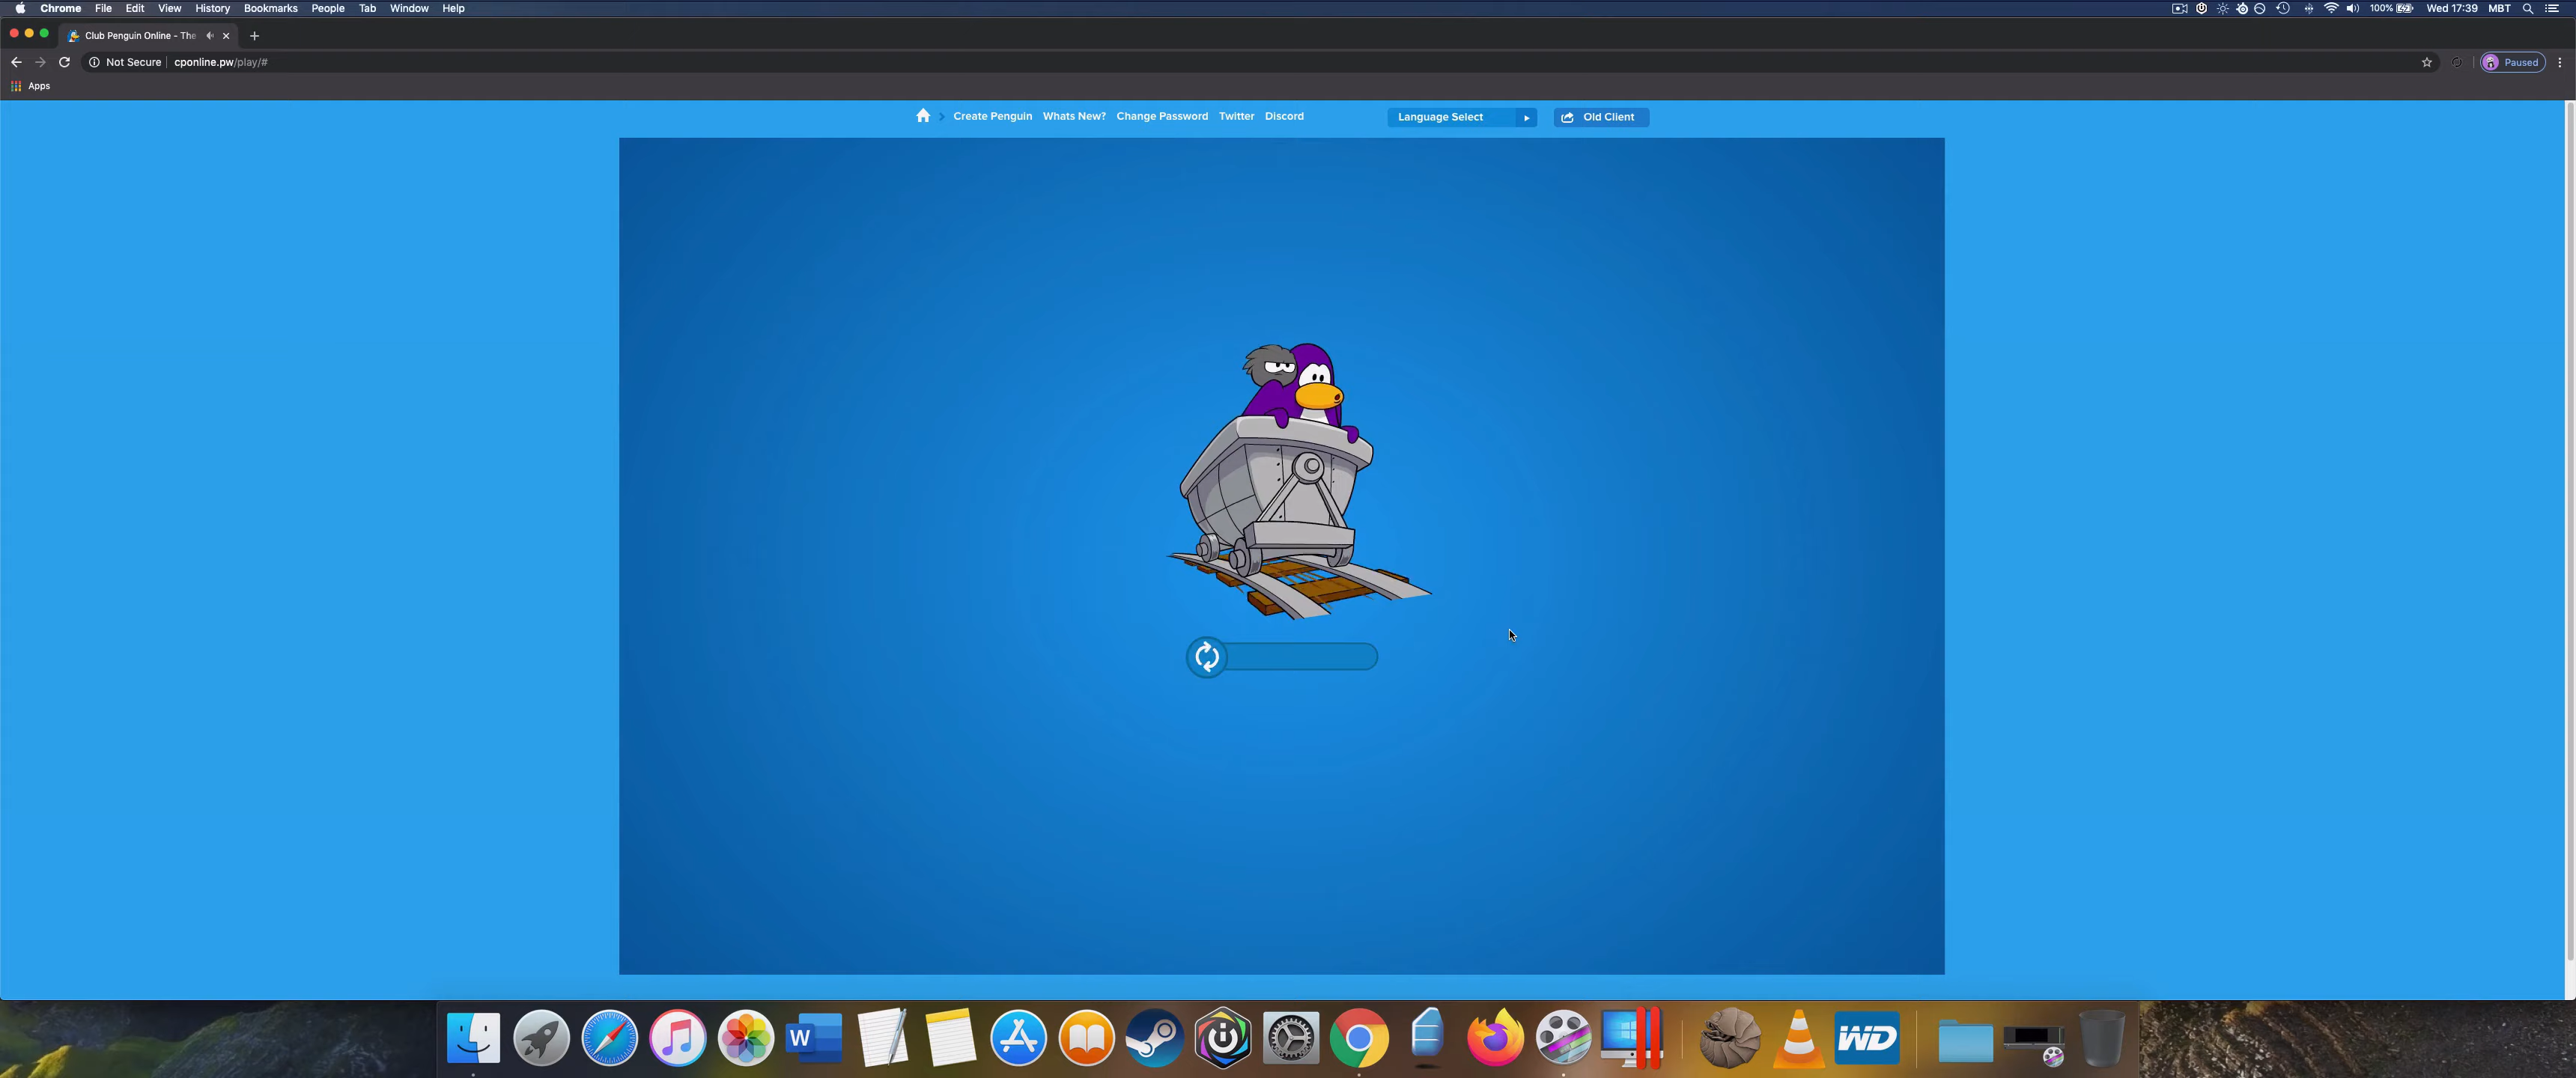 Chrome File Edit View History Bookmarks People Tab Window Help 100% Wed 17:39 MBT
Club Penguin Online - The
Not Secure cponline.pw/play/# Paused
Apps
Create Penguin Whats New? Change Password Twitter Discord Language Select Old Client
W WD